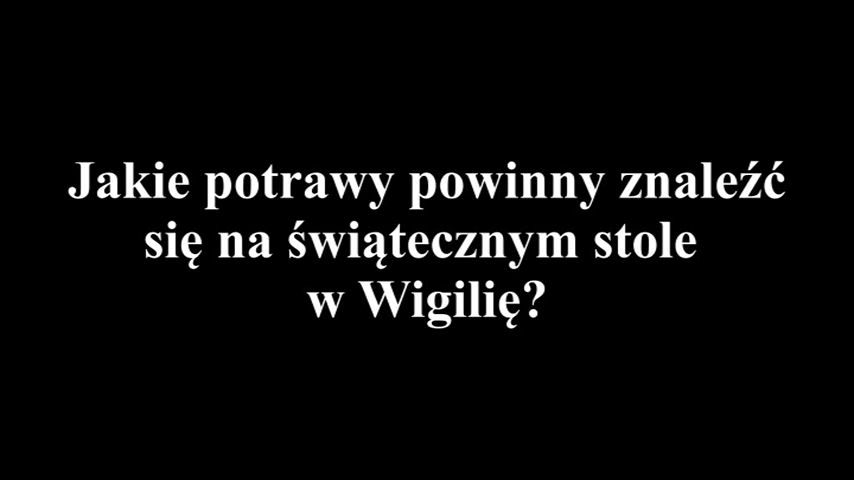 Jakie potrawy powinny znaleźć
się na świątecznym stole
w Wigilię?